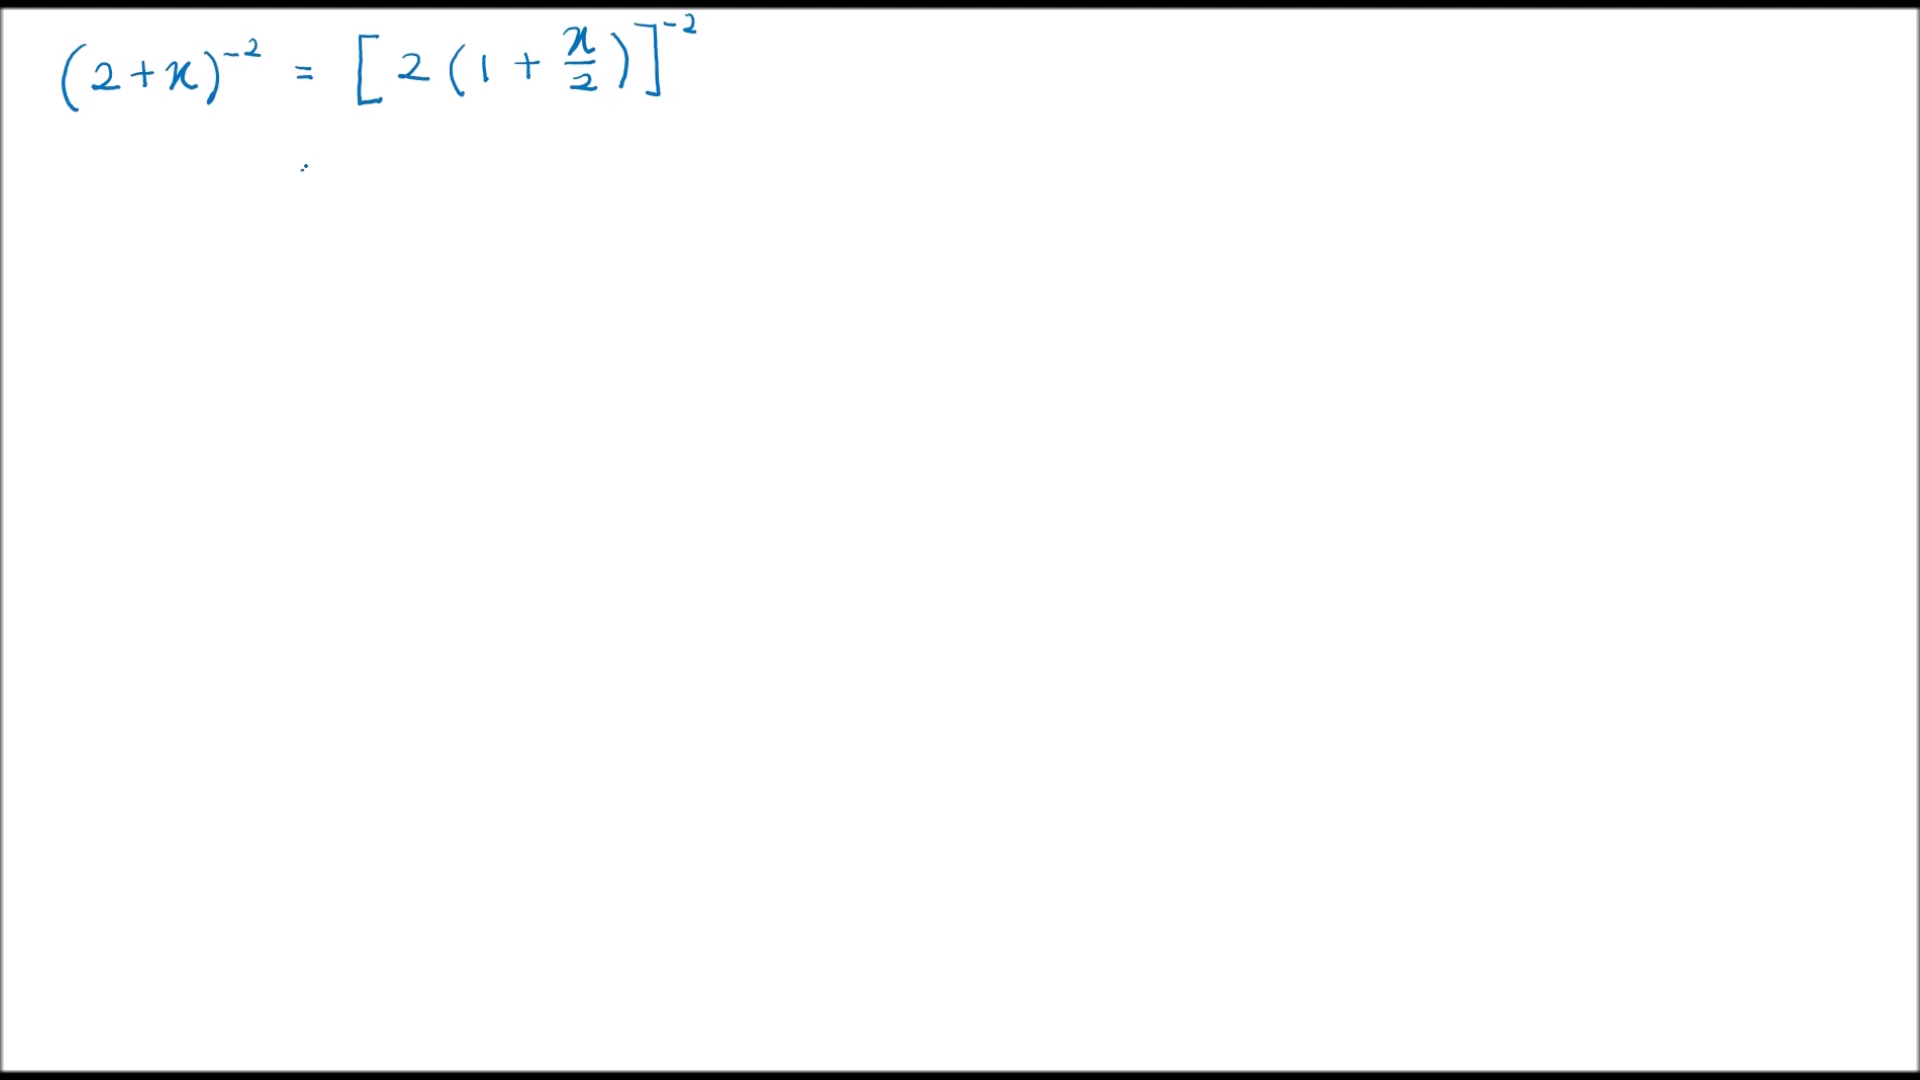 (2+x)⁻² = [2(1+x/2)]⁻²